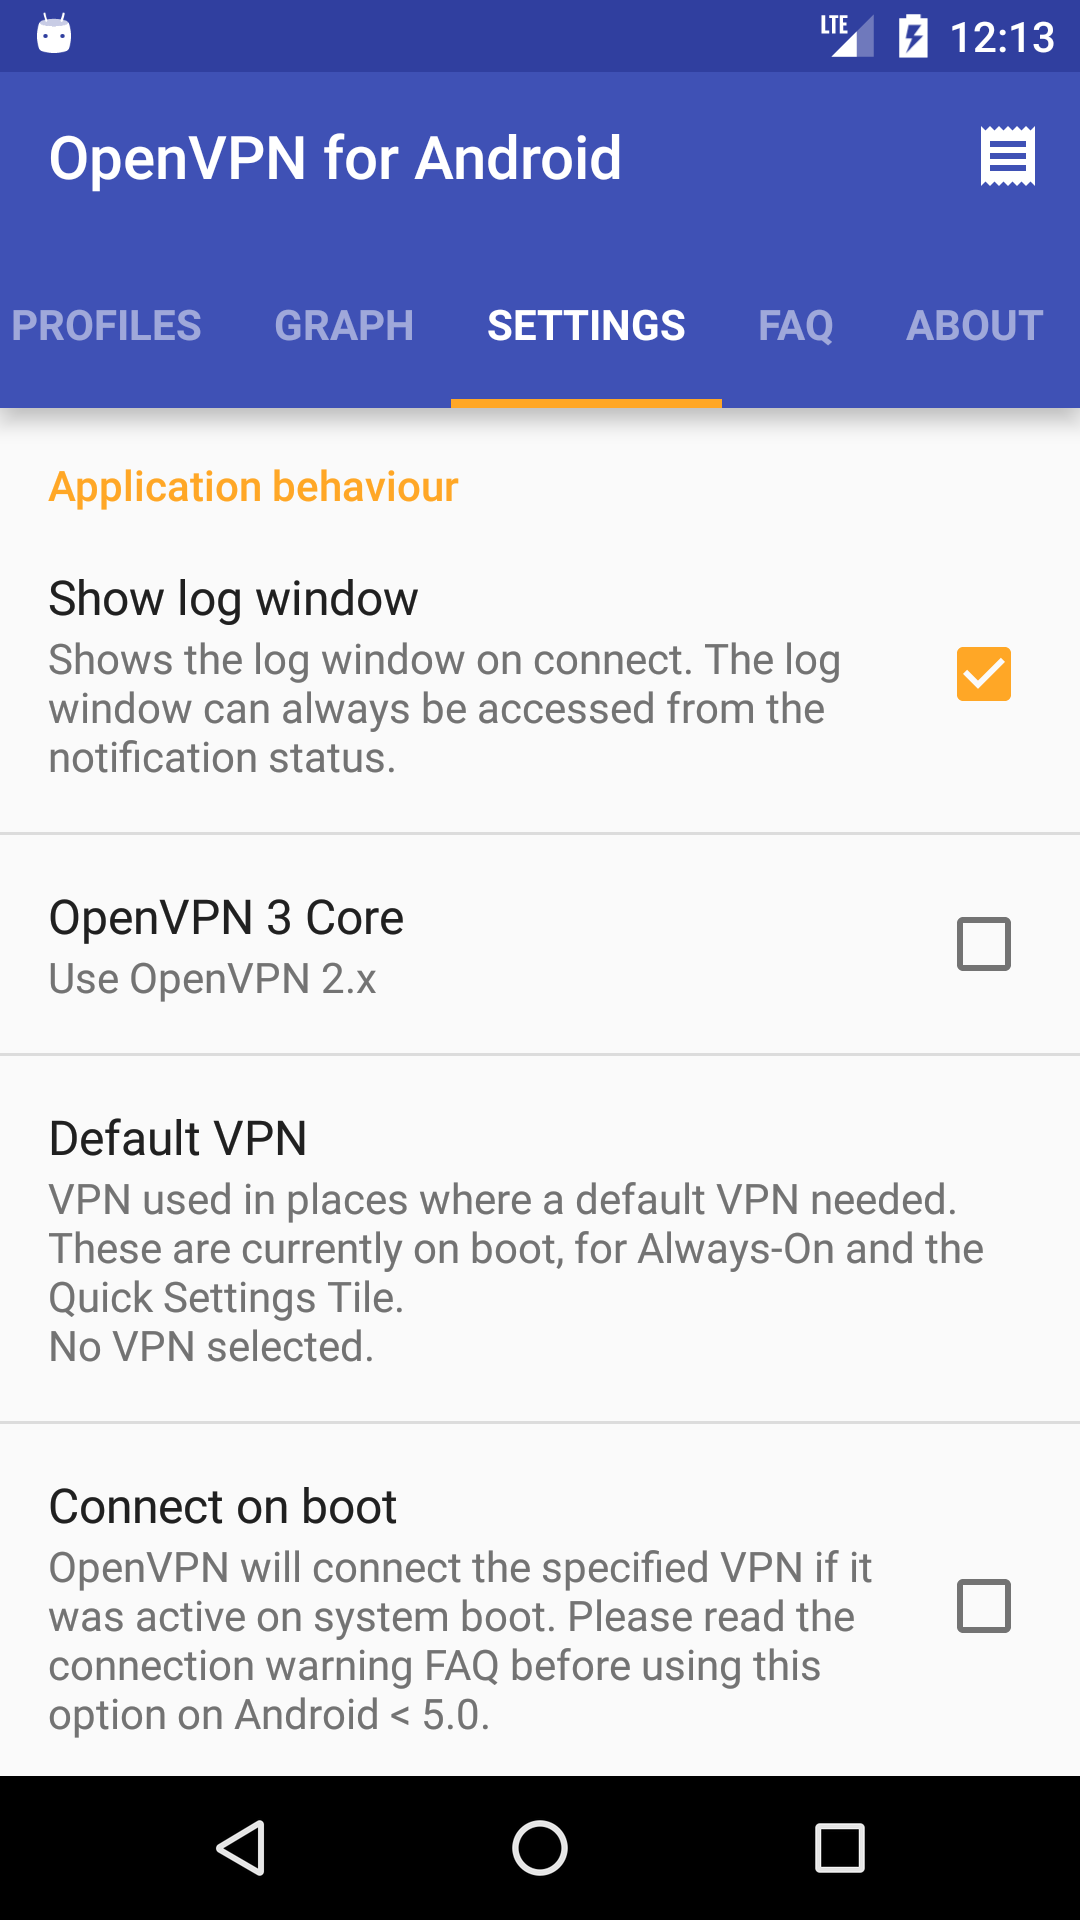 LTE 12:13
OpenVPN for Android
PROFILES GRAPH SETTINGS FAQ ABOUT
Application behaviour
Show log window
Shows the log window on connect. The log
window can always be accessed from the
notification status.
OpenVPN 3 Core
Use OpenVPN 2.x
Default VPN
VPN used in places where a default VPN needed.
These are currently on boot, for Always-On and the
Quick Settings Tile.
No VPN selected.
Connect on boot
OpenVPN will connect the specified VPN if it
was active on system boot. Please read the
connection warning FAQ before using this
option on Android < 5.0.